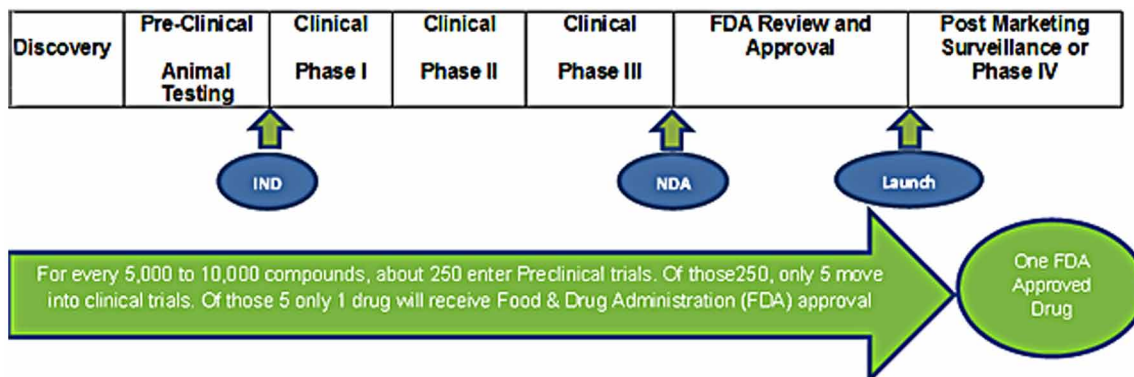 Discovery
Pre-Clinical
Animal
Testing
Clinical
Phase I
Clinical
Phase II
Clinical
Phase III
FDA Review and
Approval
Post Marketing
Surveillance or
Phase IV
IND
NDA
Launch
For every 5,000 to 10,000 compounds, about 250 enter Preclinical trials. Of those250, only 5 move
into clinical trials. Of those 5 only 1 drug will receive Food & Drug Administration (FDA) approval
One FDA
Approved
Drug